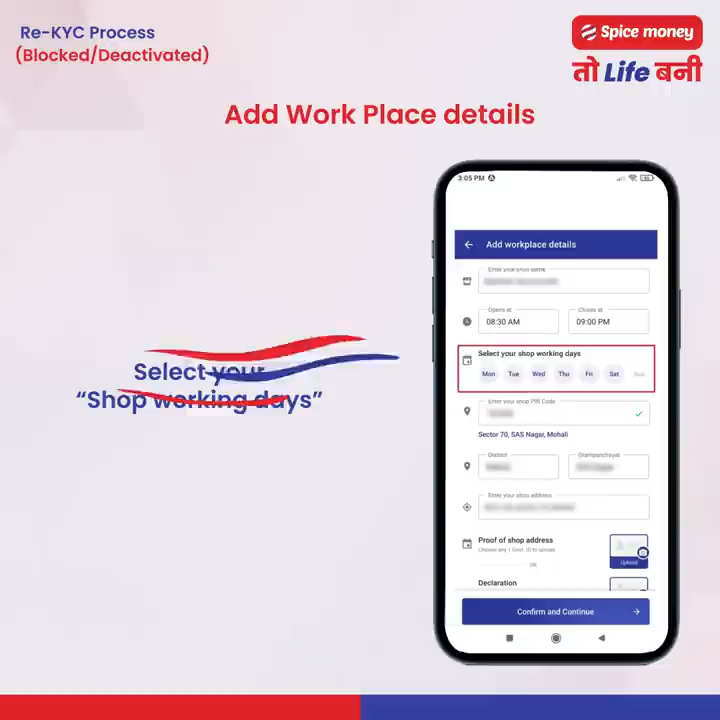 Re-KYC Process
(Blocked/Deactivated)
Spice money
तो Life बनी
Add Work Place details
Select your
“Shop working days”
3:05 PM
Add workplace details
Enter your shop name
Opens at
Closes at
08:30 AM
09:00 PM
Select your shop working days
Mon Tue Wed Thu Fri Sat Sun
Enter your shop PIN Code
Sector 70, SAS Nagar, Mohali
District
Grampanchayat
Enter your shop address
Proof of shop address
Choose any 1 Govt. ID to upload
Upload
OR
Declaration
Confirm and Continue